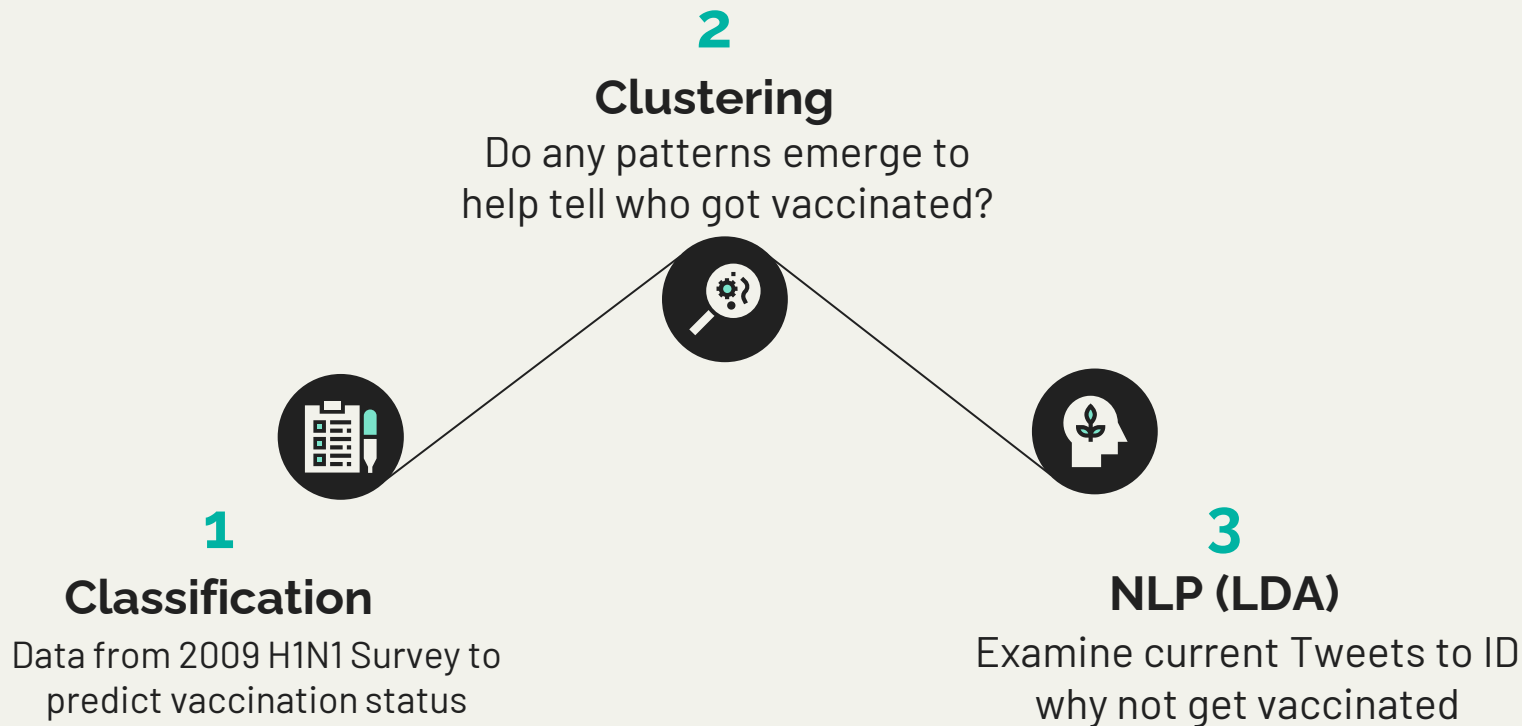 2
Clustering
Do any patterns emerge to
help tell who got vaccinated?
1
Classification
Data from 2009 H1N1 Survey to
predict vaccination status
3
NLP (LDA)
Examine current Tweets to ID
why not get vaccinated